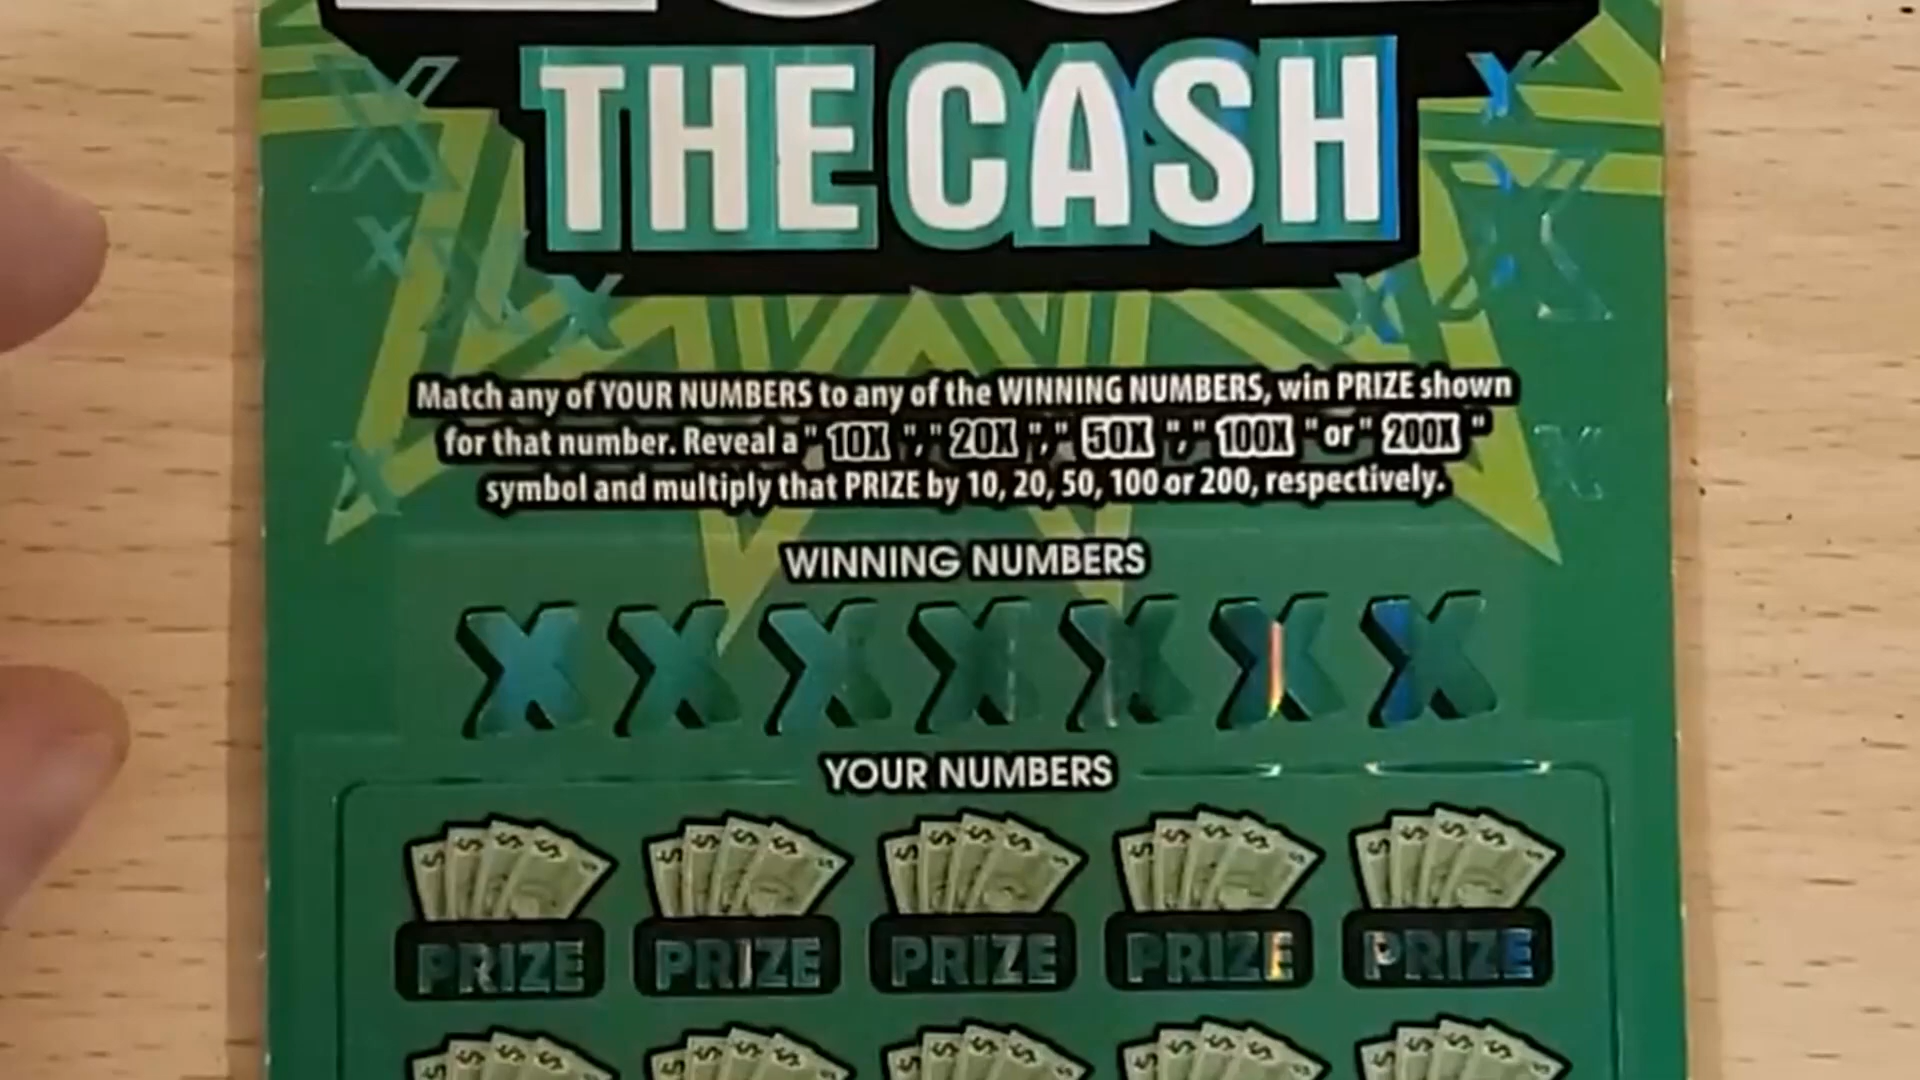 THE CASH
Match any of YOUR NUMBERS to any of the WINNING NUMBERS, win PRIZE shown
for that number. Reveal a " 10X ", " 20X ", " 50X ", " 100X " or " 200X "
symbol and multiply that PRIZE by 10, 20, 50, 100 or 200, respectively.
WINNING NUMBERS
X X X X X X X
YOUR NUMBERS
PRIZE PRIZE PRIZE PRIZE PRIZE